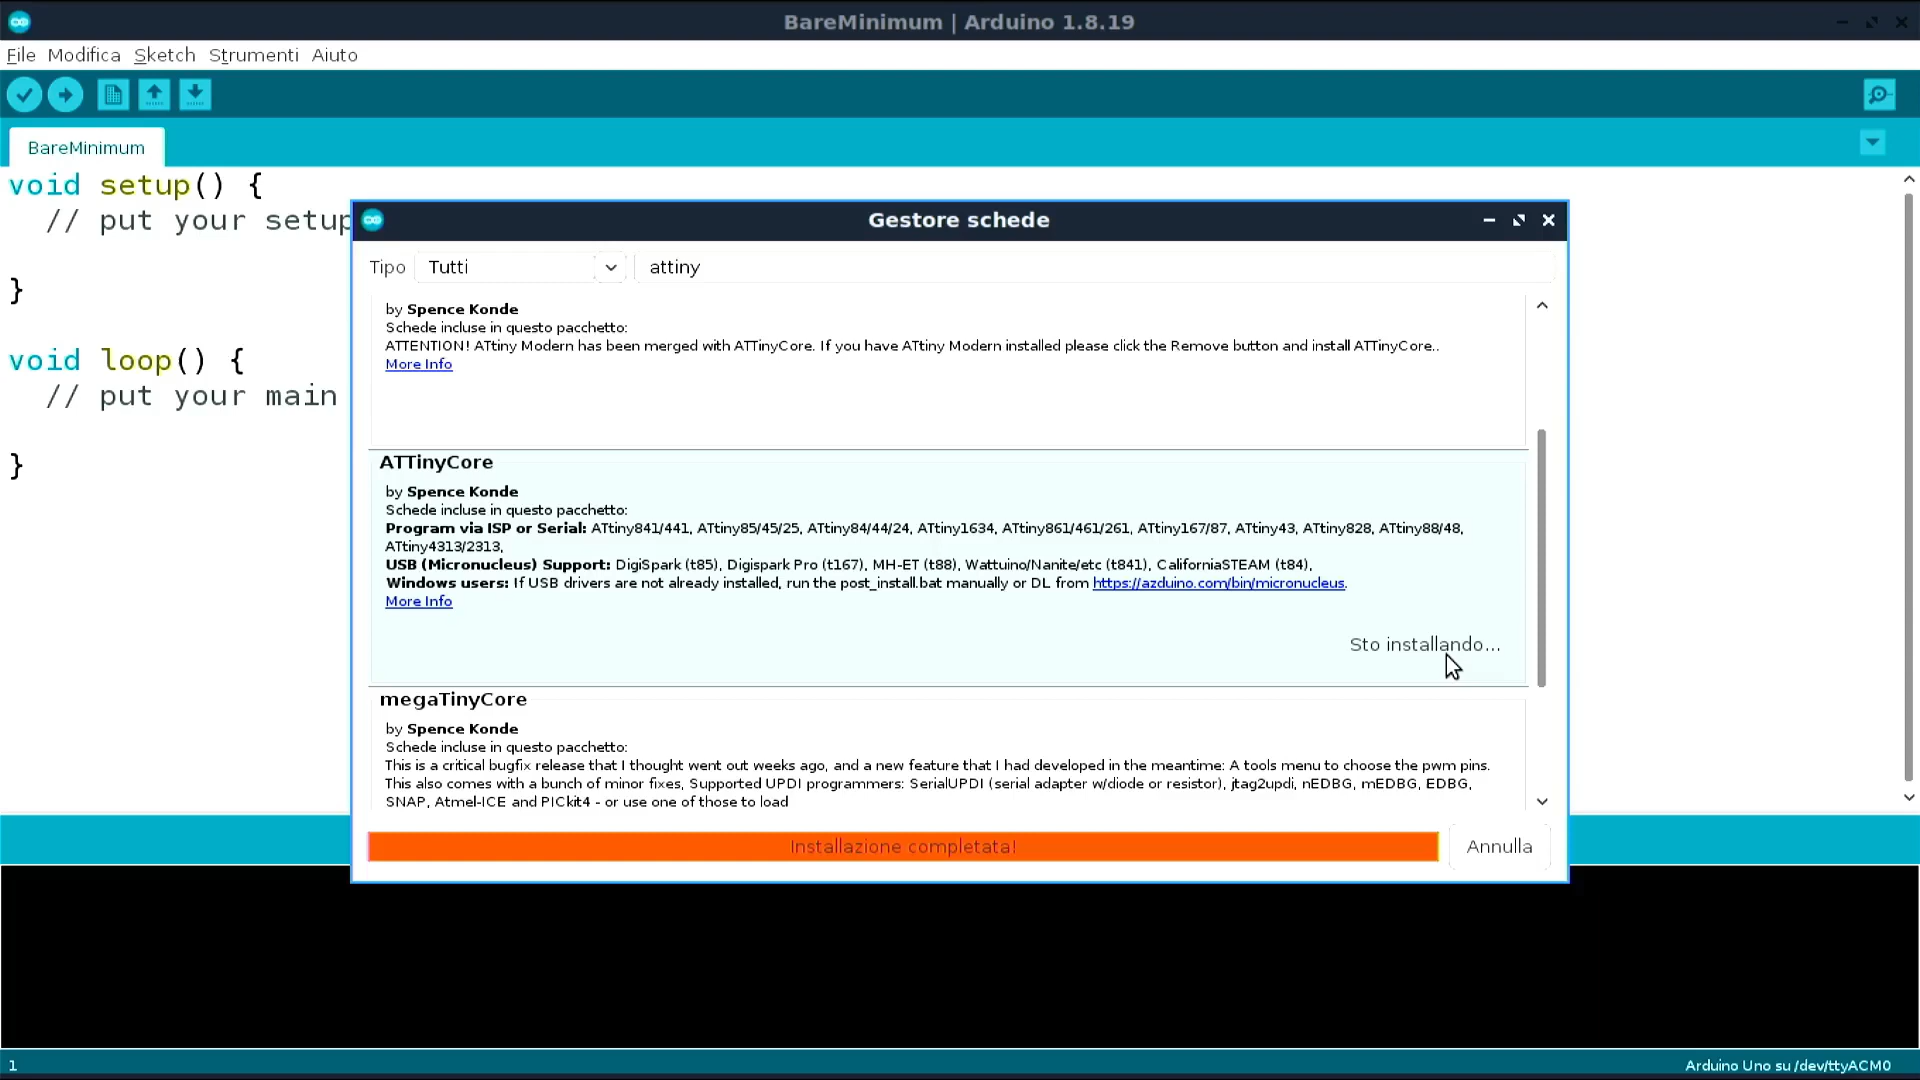 BareMinimum | Arduino 1.8.19
File Modifica Sketch Strumenti Aiuto
BareMinimum
void setup() {
// put your setup
}
void loop() {
// put your main
}
Gestore schede
Tipo Tutti attiny
by Spence Konde
Schede incluse in questo pacchetto:
ATTENTION! ATtiny Modern has been merged with ATTinyCore. If you have ATtiny Modern installed please click the Remove button and install ATTinyCore..
More Info
ATTinyCore
by Spence Konde
Schede incluse in questo pacchetto:
Program via ISP or Serial: ATtiny841/441, ATtiny85/45/25, ATtiny84/44/24, ATtiny1634, ATtiny861/461/261, ATtiny167/87, ATtiny43, ATtiny828, ATtiny88/48,
ATtiny4313/2313,
USB (Micronucleus) Support: DigiSpark (t85), Digispark Pro (t167), MH-ET (t88), Wattuino/Nanite/etc (t841), CaliforniaSTEAM (t84),
Windows users: If USB drivers are not already installed, run the post_install.bat manually or DL from https://azduino.com/bin/micronucleus.
More Info
Sto installando...
megaTinyCore
by Spence Konde
Schede incluse in questo pacchetto:
This is a critical bugfix release that I thought went out weeks ago, and a new feature that I had developed in the meantime: A tools menu to choose the pwm pins.
This also comes with a bunch of minor fixes, Supported UPDI programmers: SerialUPDI (serial adapter w/diode or resistor), jtag2updi, nEDBG, mEDBG, EDBG,
SNAP, Atmel-ICE and PICkit4 - or use one of those to load
Installazione completata!
Annulla
1
Arduino Uno su /dev/ttyACM0